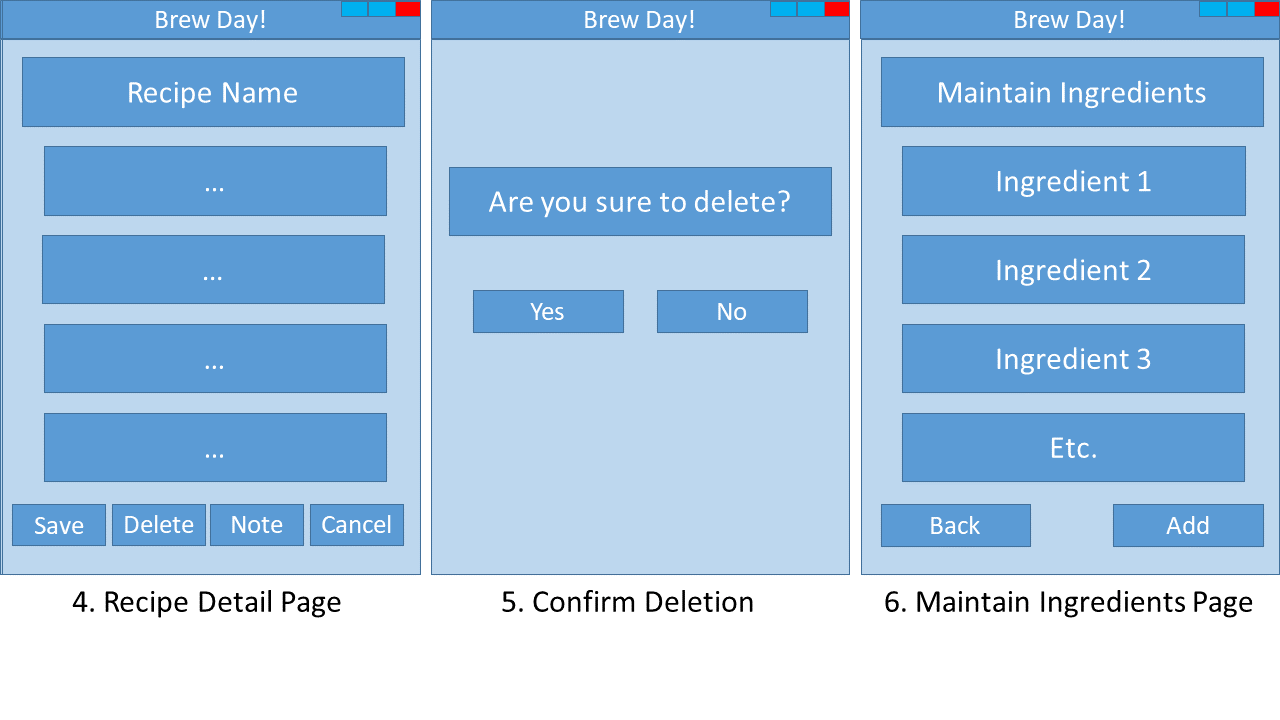 Brew Day!
Recipe Name
...
...
...
...
Save
Delete
Note
Cancel
4. Recipe Detail Page
Brew Day!
Are you sure to delete?
Yes
No
5. Confirm Deletion
Brew Day!
Maintain Ingredients
Ingredient 1
Ingredient 2
Ingredient 3
Etc.
Back
Add
6. Maintain Ingredients Page